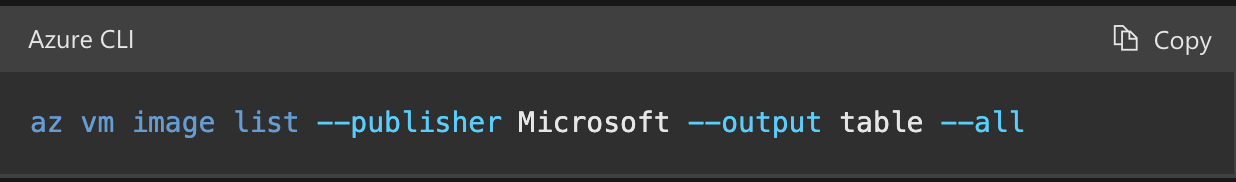 Azure CLI
Copy
az vm image list --publisher Microsoft --output table --all